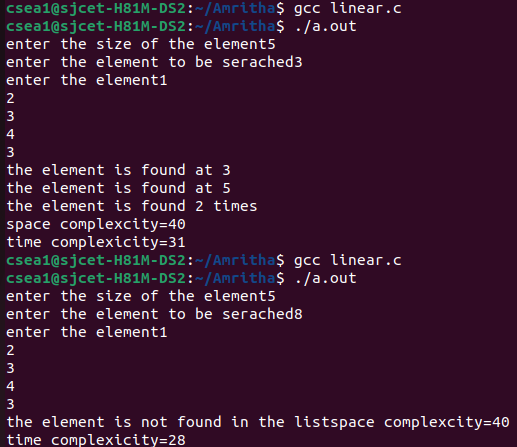 csea1@sjcet-H81M-DS2:~/Amritha$ gcc linear.c
csea1@sjcet-H81M-DS2:~/Amritha$ ./a.out
enter the size of the element5
enter the element to be serached3
enter the element1
2
3
4
3
the element is found at 3
the element is found at 5
the element is found 2 times
space complexcity=40
time complexicity=31
csea1@sjcet-H81M-DS2:~/Amritha$ gcc linear.c
csea1@sjcet-H81M-DS2:~/Amritha$ ./a.out
enter the size of the element5
enter the element to be serached8
enter the element1
2
3
4
3
the element is not found in the listspace complexcity=40
time complexicity=28